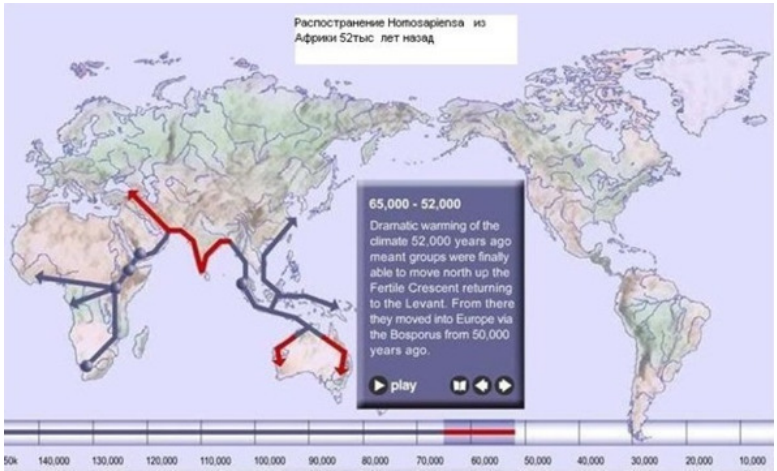 Распостранение Homosapiensa из
Африки 52тыс лет назад
65,000 - 52,000
Dramatic warming of the
climate 52,000 years ago
meant groups were finally
able to move north up the
Fertile Crescent returning
to the Levant. From there
they moved into Europe via
the Bosporus from 50,000
years ago.
play
50k 140,000 130,000 120,000 110,000 100,000 90,000 80,000 70,000 60,000 50,000 40,000 30,000 20,000 10,000